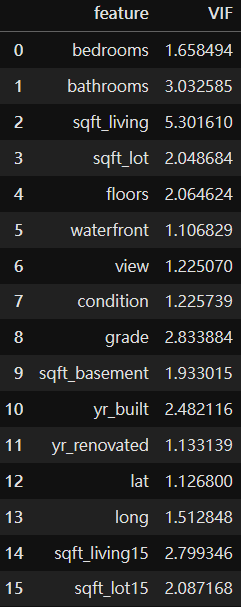 feature VIF
0 bedrooms 1.658494
1 bathrooms 3.032585
2 sqft_living 5.301610
3 sqft_lot 2.048684
4 floors 2.064624
5 waterfront 1.106829
6 view 1.225070
7 condition 1.225739
8 grade 2.833884
9 sqft_basement 1.933015
10 yr_built 2.482116
11 yr_renovated 1.133139
12 lat 1.126800
13 long 1.512848
14 sqft_living15 2.799346
15 sqft_lot15 2.087168